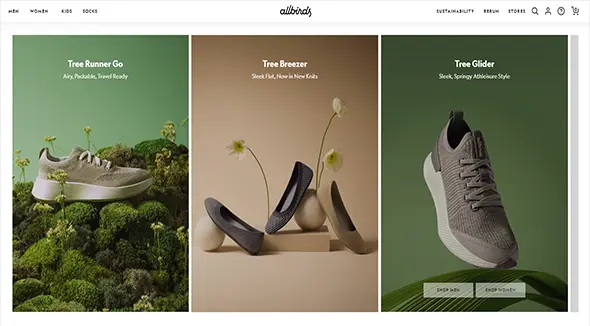 MEN WOMEN KIDS SOCKS
allbirds
SUSTAINABILITY RERUN STORES
Tree Runner Go
Airy, Packable, Travel Ready
Tree Breezer
Sleek Flat, Now in New Knits
Tree Glider
Sleek, Springy Athleisure Style
SHOP MEN
SHOP WOMEN